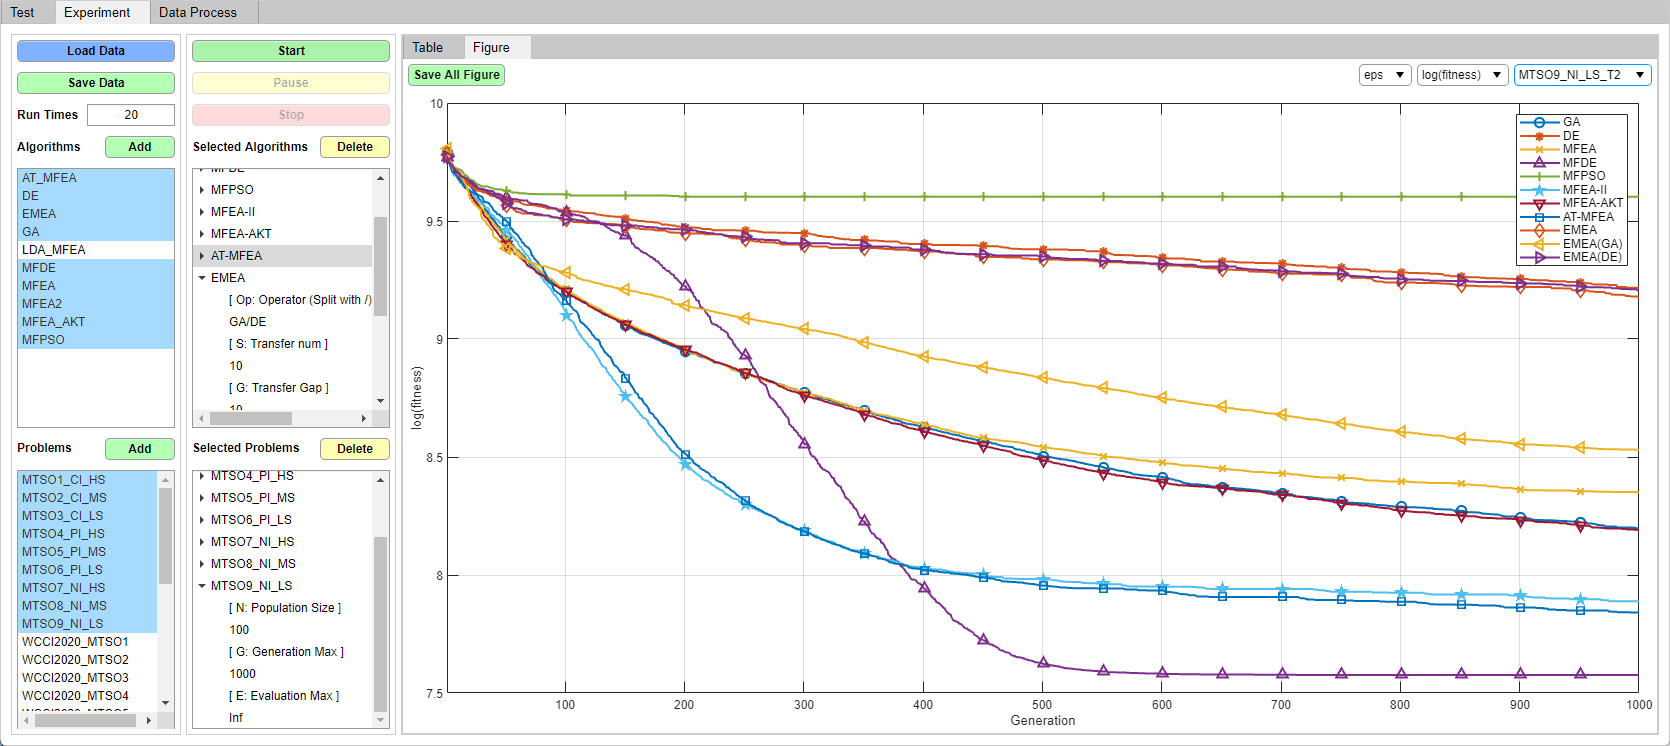 Test Experiment Data Process
Load Data
Save Data
Run Times 20
Algorithms Add
AT_MFEA
DE
EMEA
GA
LDA_MFEA
MFDE
MFEA
MFEA2
MFEA_AKT
MFPSO
Problems Add
MTSO1_CI_HS
MTSO2_CI_MS
MTSO3_CI_LS
MTSO4_PI_HS
MTSO5_PI_MS
MTSO6_PI_LS
MTSO7_NI_HS
MTSO8_NI_MS
MTSO9_NI_LS
WCCI2020_MTSO1
WCCI2020_MTSO2
WCCI2020_MTSO3
WCCI2020_MTSO4
WCCI2020_MTSO5
Start
Pause
Stop
Selected Algorithms Delete
MFDE
MFPSO
MFEA-II
MFEA-AKT
AT-MFEA
EMEA
[ Op: Operator (Split with /)
GA/DE
[ S: Transfer num ]
10
[ G: Transfer Gap ]
10
Selected Problems Delete
MTSO4_PI_HS
MTSO5_PI_MS
MTSO6_PI_LS
MTSO7_NI_HS
MTSO8_NI_MS
MTSO9_NI_LS
[ N: Population Size ]
100
[ G: Generation Max ]
1000
[ E: Evaluation Max ]
Inf
Table Figure
Save All Figure
eps log(fitness) MTSO9_NI_LS_T2
10
9.5
9
8.5
8
7.5
log(fitness)
100 200 300 400 500 600 700 800 900 1000
Generation
GA
DE
MFEA
MFDE
MFPSO
MFEA-II
MFEA-AKT
AT-MFEA
EMEA
EMEA(GA)
EMEA(DE)